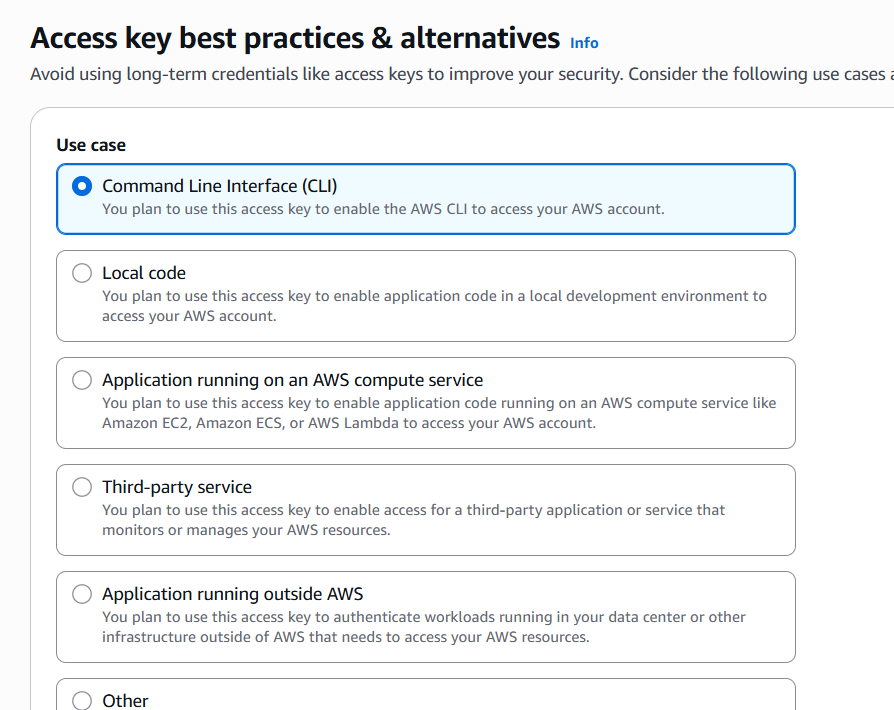 Access key best practices & alternatives Info
Avoid using long-term credentials like access keys to improve your security. Consider the following use cases
Use case
Command Line Interface (CLI)
You plan to use this access key to enable the AWS CLI to access your AWS account.
Local code
You plan to use this access key to enable application code in a local development environment to
access your AWS account.
Application running on an AWS compute service
You plan to use this access key to enable application code running on an AWS compute service like
Amazon EC2, Amazon ECS, or AWS Lambda to access your AWS account.
Third-party service
You plan to use this access key to enable access for a third-party application or service that
monitors or manages your AWS resources.
Application running outside AWS
You plan to use this access key to authenticate workloads running in your data center or other
infrastructure outside of AWS that needs to access your AWS resources.
Other